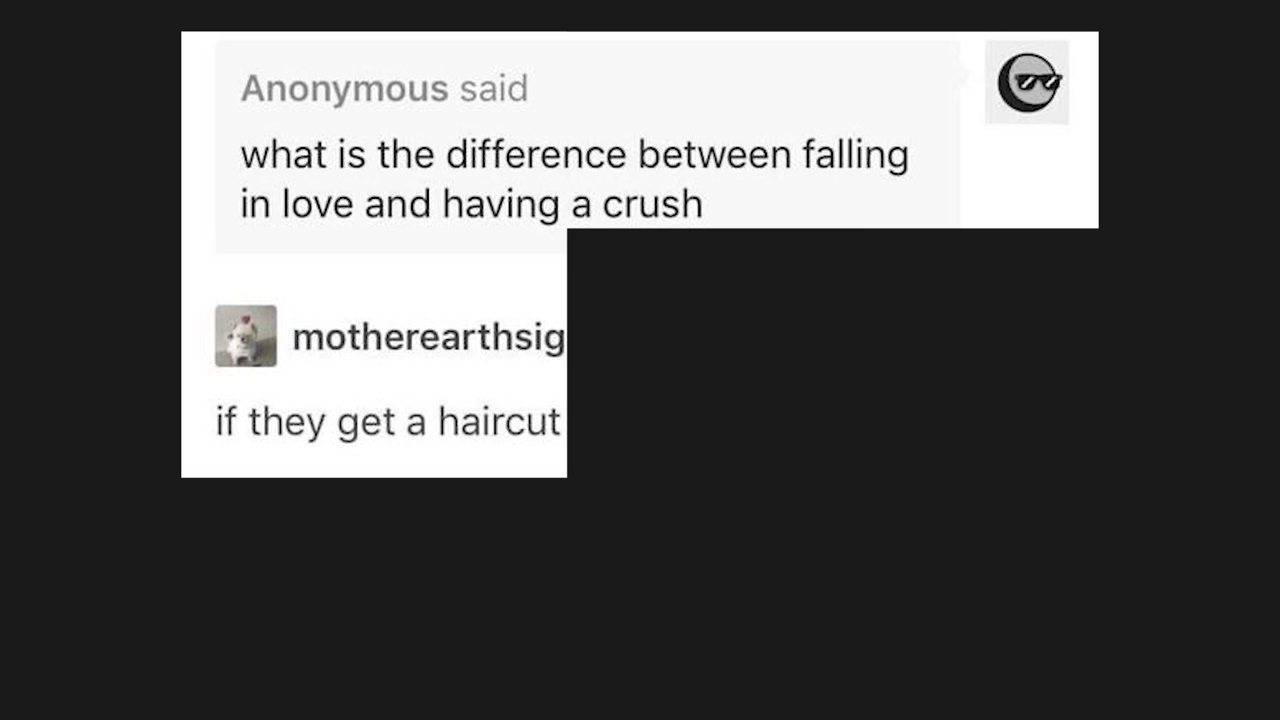 Anonymous said
what is the difference between falling
in love and having a crush
motherearthsig
if they get a haircut